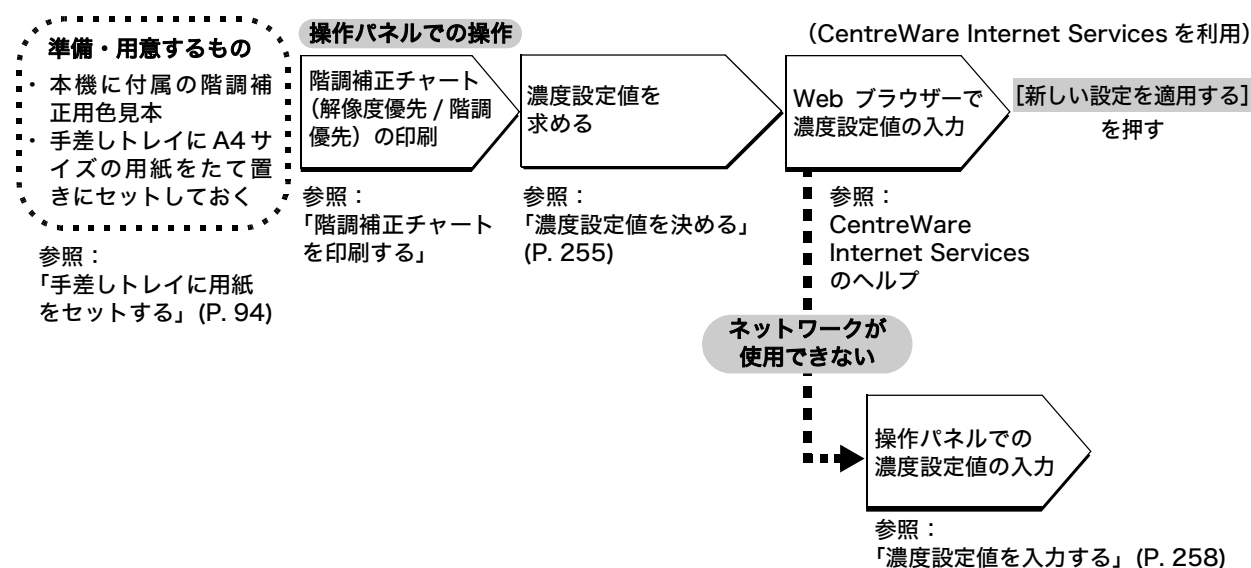 準備・用意するもの
・ 本機に付属の階調補
正用色見本
・ 手差しトレイに A4 サ
イズの用紙をたて置
きにセットしておく
参照：
「手差しトレイに用紙
をセットする」(P. 94)
操作パネルでの操作
階調補正チャート
（解像度優先 / 階調
優先）の印刷
参照：
「階調補正チャート
を印刷する」
濃度設定値を
求める
参照：
「濃度設定値を決める」
(P. 255)
（CentreWare Internet Services を利用）
Web ブラウザーで
濃度設定値の入力
参照：
CentreWare
Internet Services
のヘルプ
[新しい設定を適用する]
を押す
ネットワークが
使用できない
操作パネルでの
濃度設定値の入力
参照：
「濃度設定値を入力する」(P. 258)